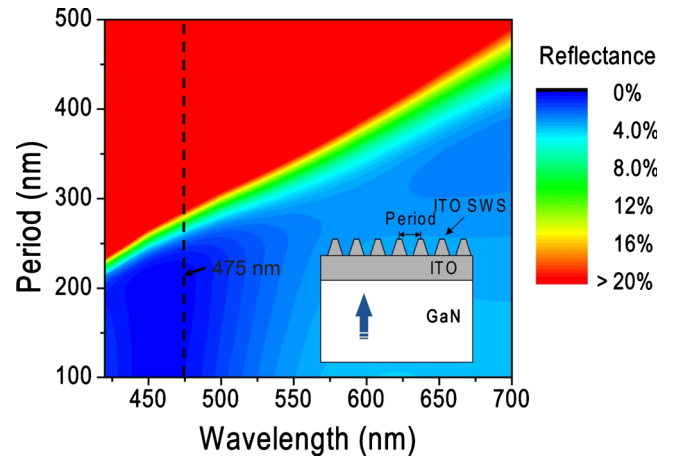 500
400
300
200
100
Period (nm)
450
500
550
600
650
700
Wavelength (nm)
475 nm
Period
ITO SWS
ITO
GaN
Reflectance
0%
4.0%
8.0%
12%
16%
> 20%